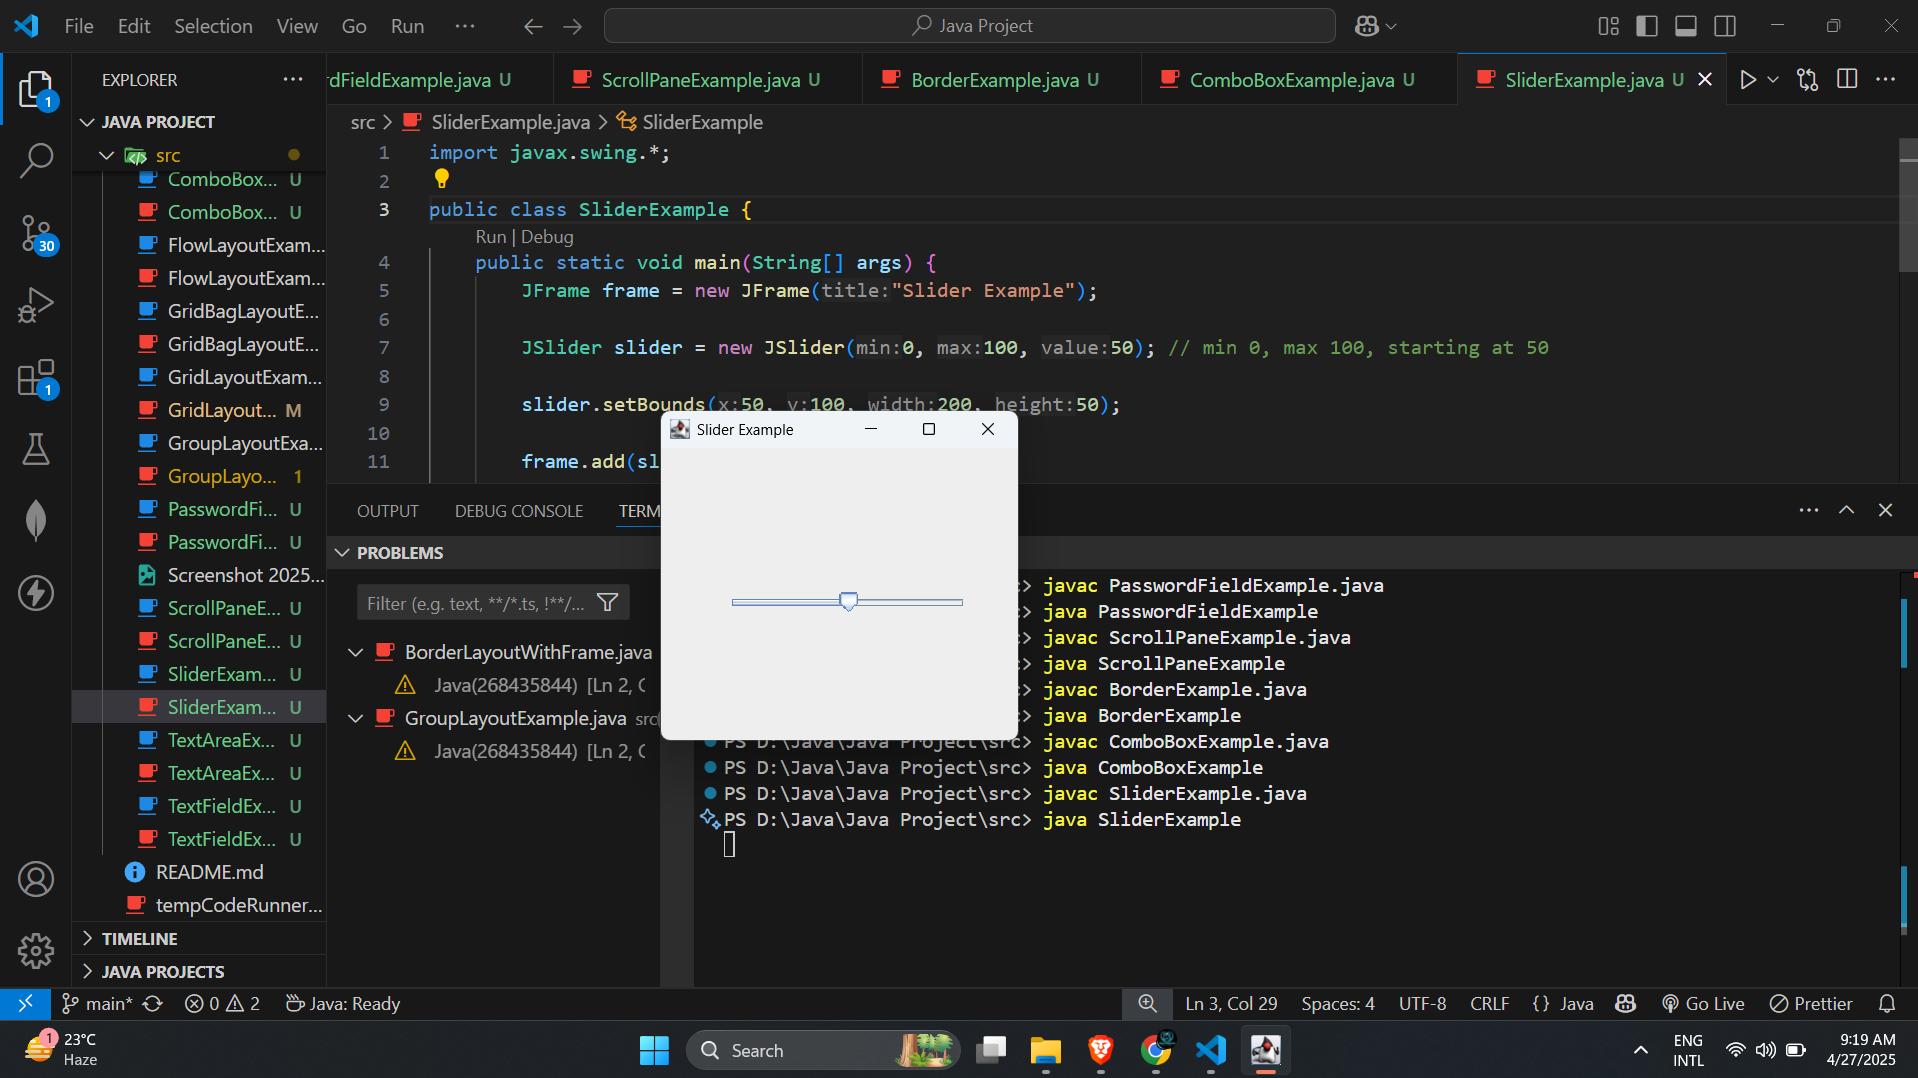 File Edit Selection View Go Run ···
Java Project
EXPLORER
JAVA PROJECT
src
ComboBox... U
ComboBox... U
FlowLayoutExam...
FlowLayoutExam...
GridBagLayoutE...
GridBagLayoutE...
GridLayoutExam...
GridLayout... M
GroupLayoutExa...
GroupLayo... 1
PasswordFi... U
PasswordFi... U
Screenshot 2025...
ScrollPaneE... U
ScrollPaneE... U
SliderExam... U
SliderExam... U
TextAreaEx... U
TextAreaEx... U
TextFieldEx... U
TextFieldEx... U
README.md
tempCodeRunner...
TIMELINE
JAVA PROJECTS
1
30
1
rdFieldExample.java U
ScrollPaneExample.java U
BorderExample.java U
ComboBoxExample.java U
SliderExample.java U
src > SliderExample.java > SliderExample
1 import javax.swing.*;
2
3 public class SliderExample {
Run | Debug
4 public static void main(String[] args) {
5 JFrame frame = new JFrame(title:"Slider Example");
6
7 JSlider slider = new JSlider(min:0, max:100, value:50); // min 0, max 100, starting at 50
8
9 slider.setBounds(x:50, y:100, width:200, height:50);
10
11 frame.add(sl
Slider Example
OUTPUT DEBUG CONSOLE TERM
PROBLEMS
Filter (e.g. text, **/*.ts, !**/...
BorderLayoutWithFrame.java
Java(268435844) [Ln 2, C
GroupLayoutExample.java src
Java(268435844) [Ln 2, C
> javac PasswordFieldExample.java
> java PasswordFieldExample
> javac ScrollPaneExample.java
> java ScrollPaneExample
> javac BorderExample.java
> java BorderExample
PS D:\Java\Java Project\src> javac ComboBoxExample.java
PS D:\Java\Java Project\src> java ComboBoxExample
PS D:\Java\Java Project\src> javac SliderExample.java
PS D:\Java\Java Project\src> java SliderExample
main* 0 2 Java: Ready
Ln 3, Col 29 Spaces: 4 UTF-8 CRLF {} Java Go Live Prettier
1
23°C
Haze
Search
ENG
INTL
9:19 AM
4/27/2025